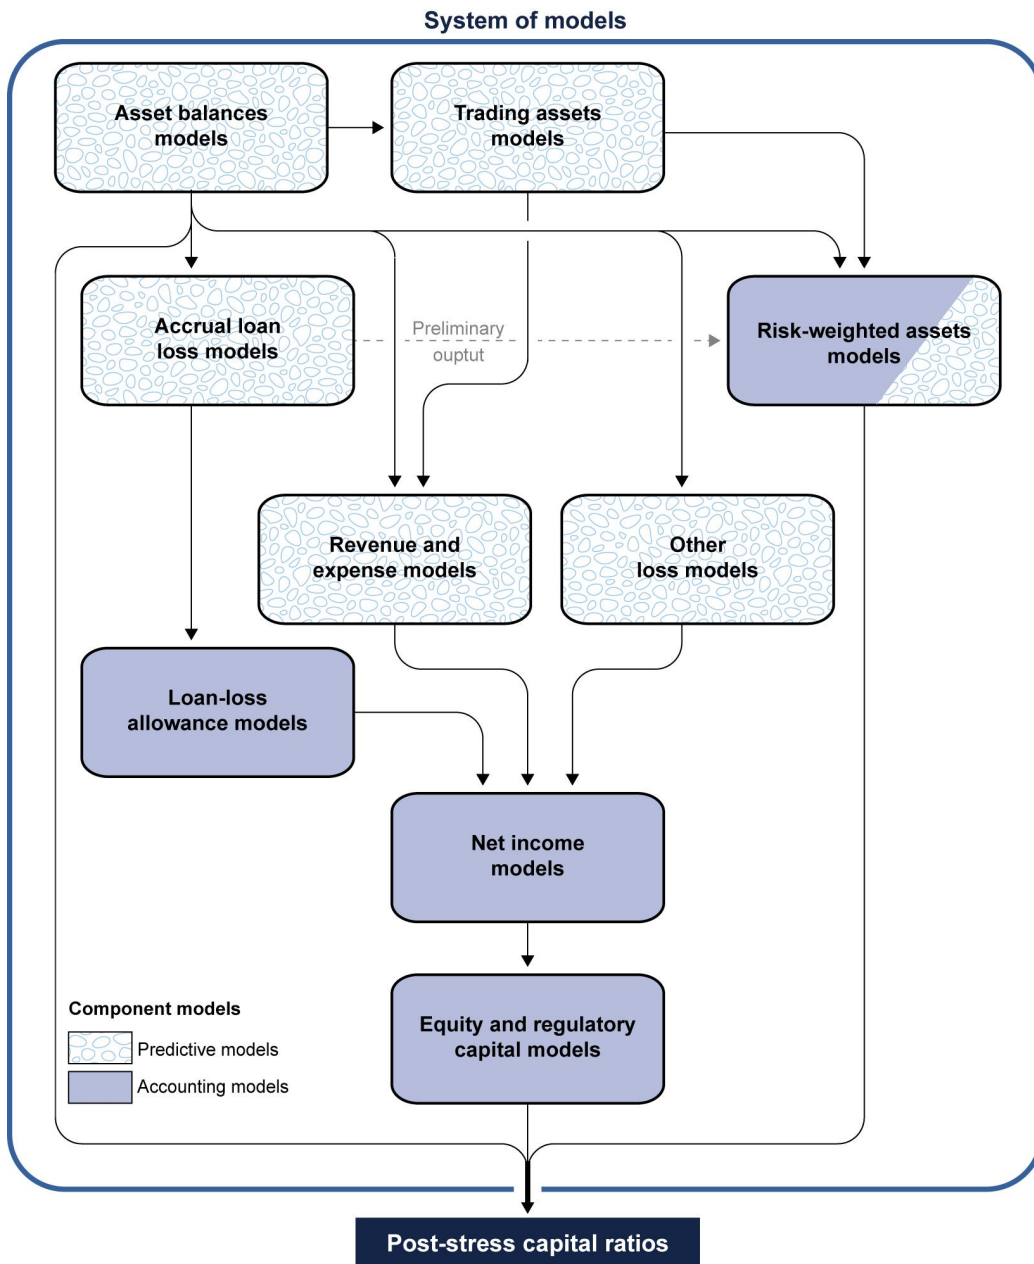 System of models
Asset balances
models
Trading assets
models
Accrual loan
loss models
Preliminary
ouptut
Risk-weighted assets
models
Revenue and
expense models
Other
loss models
Loan-loss
allowance models
Net income
models
Component models
Predictive models
Accounting models
Equity and regulatory
capital models
Post-stress capital ratios